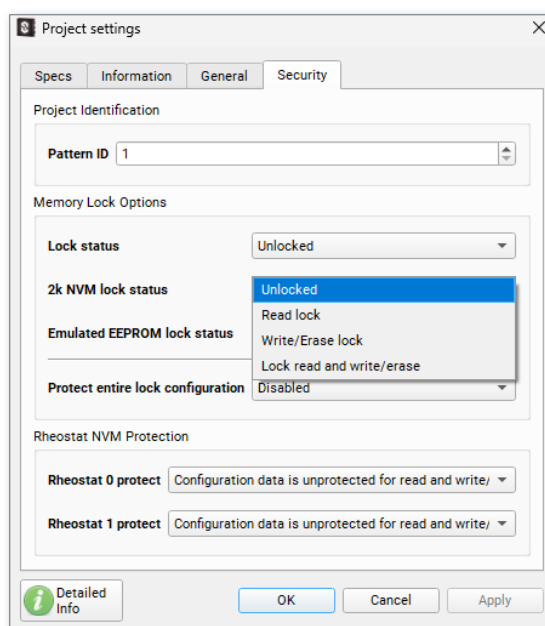 Project settings
Specs Information General Security
Project Identification
Pattern ID 1
Memory Lock Options
Lock status Unlocked
2k NVM lock status Unlocked
Read lock
Emulated EEPROM lock status Write/Erase lock
Lock read and write/erase
Protect entire lock configuration Disabled
Rheostat NVM Protection
Rheostat 0 protect Configuration data is unprotected for read and write/
Rheostat 1 protect Configuration data is unprotected for read and write/
Detailed
Info
OK Cancel Apply